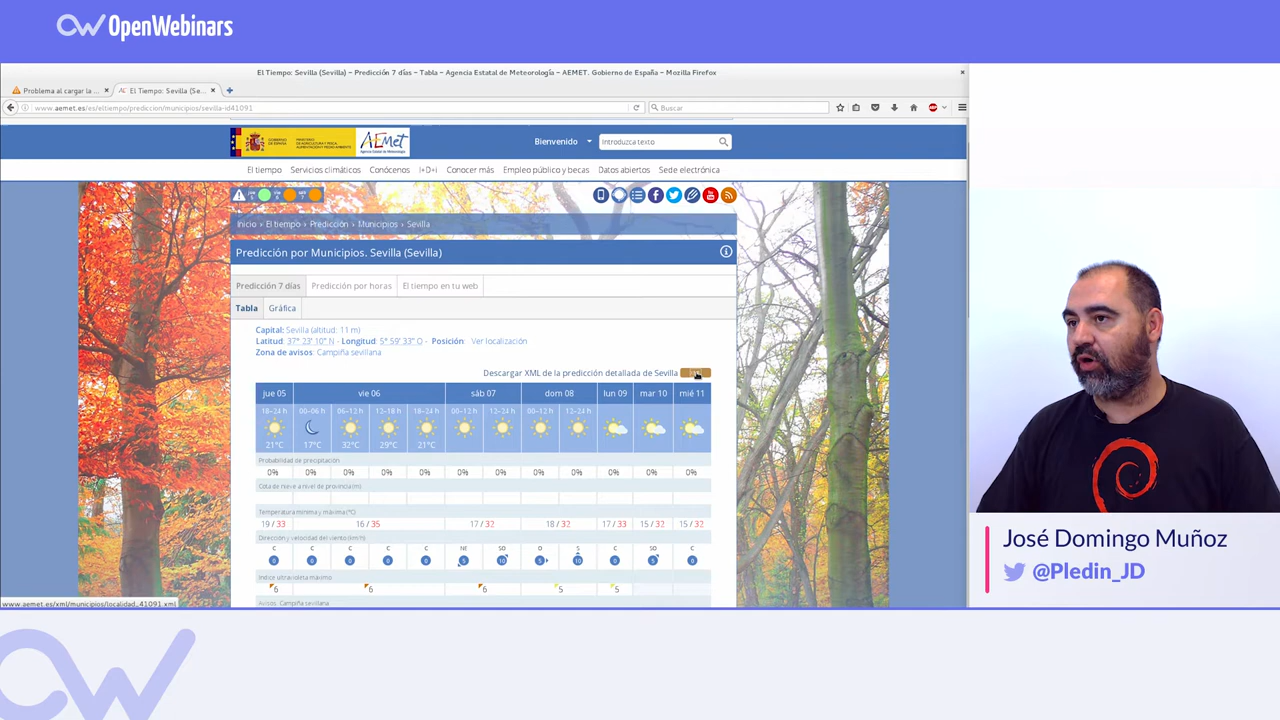 OpenWebinars
El Tiempo: Sevilla (Sevilla) – Predicción 7 días – Tabla – Agencia Estatal de Meteorología – AEMET. Gobierno de España – Mozilla Firefox
Problema al cargar la ... × El Tiempo: Sevilla (Se... ×
www.aemet.es/es/eltiempo/prediccion/municipios/sevilla-id41091 Buscar
AEMet Bienvenido Introduzca texto
Agencia Estatal de Meteorología
El tiempo Servicios climáticos Conócenos I+D+i Conocer más Empleo público y becas Datos abiertos Sede electrónica
Inicio › El tiempo › Predicción › Municipios › Sevilla
Predicción por Municipios. Sevilla (Sevilla)
Predicción 7 días Predicción por horas El tiempo en tu web
Tabla Gráfica
Capital: Sevilla (altitud: 11 m)
Latitud: 37° 23' 10'' N - Longitud: 5° 59' 33'' O - Posición: Ver localización
Zona de avisos: Campiña sevillana
Descargar XML de la predicción detallada de Sevilla
jue 05 vie 06 sáb 07 dom 08 lun 09 mar 10 mié 11
18–24 h 00–06 h 06–12 h 12–18 h 18–24 h 00–12 h 12–24 h 00–12 h 12–24 h
21°C 17°C 32°C 29°C 21°C
Probabilidad de precipitación
0% 0% 0% 0% 0% 0% 0% 0% 0% 0% 0% 0%
Cota de nieve a nivel de provincia(m)
Temperatura mínima y máxima (°C)
19 / 33 16 / 35 17 / 32 18 / 32 17 / 33 15 / 32 15 / 32
Dirección y velocidad del viento (km/h)
C C C C C NE SO O S C SO C
0 0 0 0 0 5 10 5 10 0 5 0
Indice ultravioleta máximo
6 6 6 5 5
Avisos. Campiña sevillana
www.aemet.es/xml/municipios/localidad_41091.xml
José Domingo Muñoz
@Pledin_JD